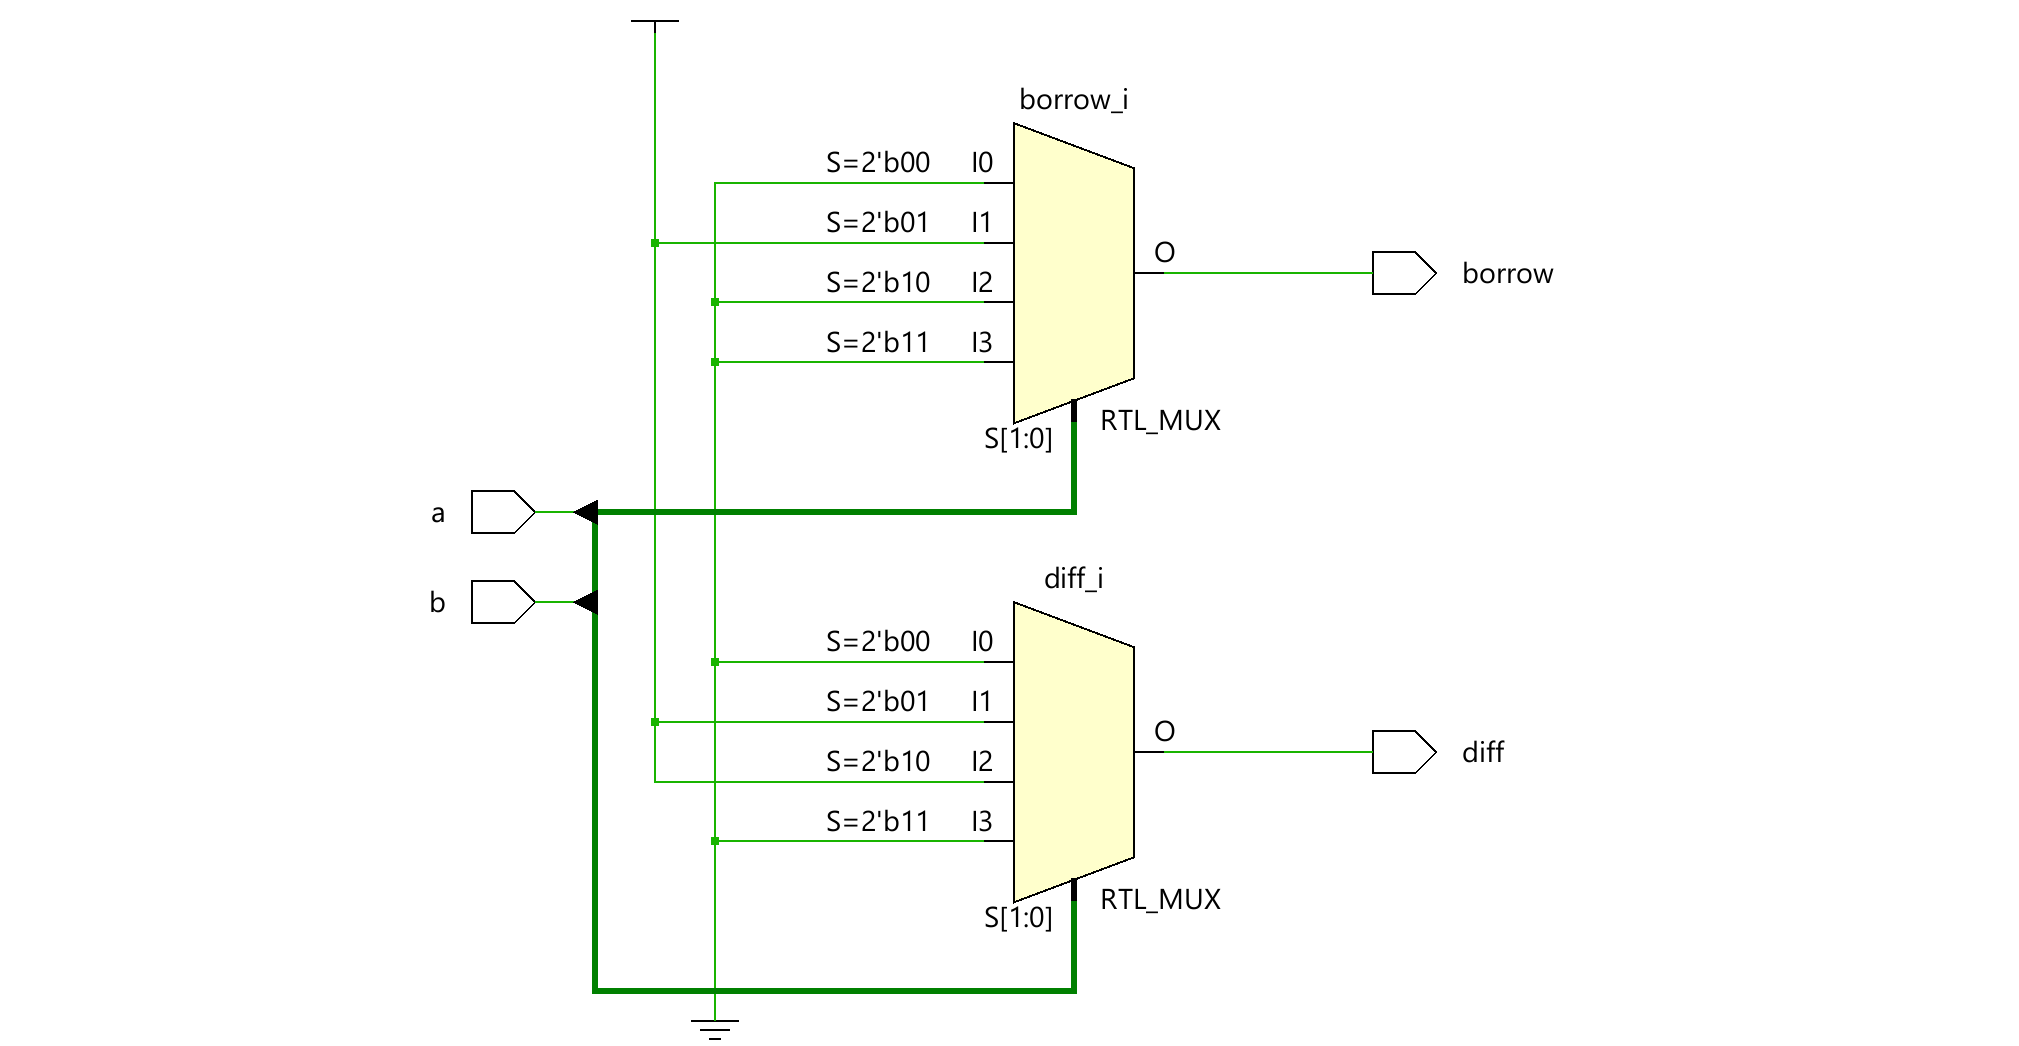 borrow_i
S=2'b00 I0
S=2'b01 I1
S=2'b10 I2
S=2'b11 I3
O
borrow
RTL_MUX
S[1:0]
a
b
diff_i
S=2'b00 I0
S=2'b01 I1
S=2'b10 I2
S=2'b11 I3
O
diff
RTL_MUX
S[1:0]